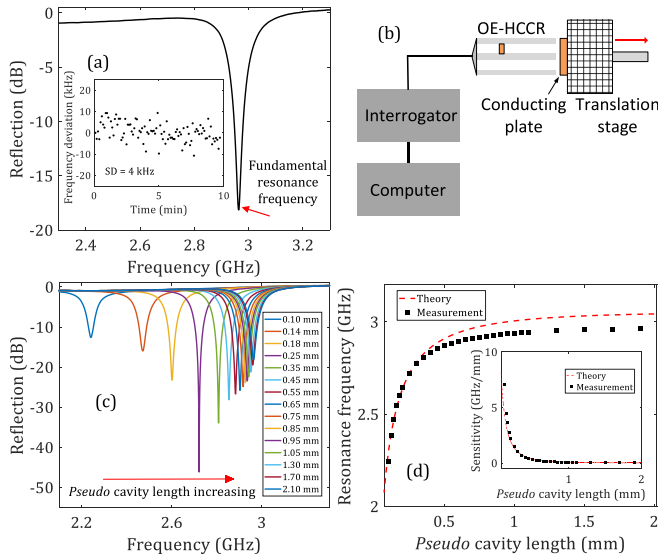 0
-5
-10
-15
-20
Reflection (dB)
(a)
Frequency deviation (kHz)
20
10
0
-10
-20
SD = 4 kHz
0
5
10
Time (min)
Fundamental
resonance
frequency
2.4
2.6
2.8
3
3.2
Frequency (GHz)
(b)
OE-HCCR
Interrogator
Computer
Conducting
plate
Translation
stage
0
-10
-20
-30
-40
-50
Reflection (dB)
(c)
0.10 mm
0.14 mm
0.18 mm
0.25 mm
0.35 mm
0.45 mm
0.55 mm
0.65 mm
0.75 mm
0.85 mm
0.95 mm
1.05 mm
1.30 mm
1.70 mm
2.10 mm
Pseudo cavity length increasing
2.2
2.6
3
Frequency (GHz)
Resonance frequency (GHz)
3
2.5
2
Theory
Measurement
Sensitivity (GHz/mm)
10
5
0
Theory
Measurement
1
2
Pseudo cavity length (mm)
(d)
0.5
1
1.5
2
Pseudo cavity length (mm)